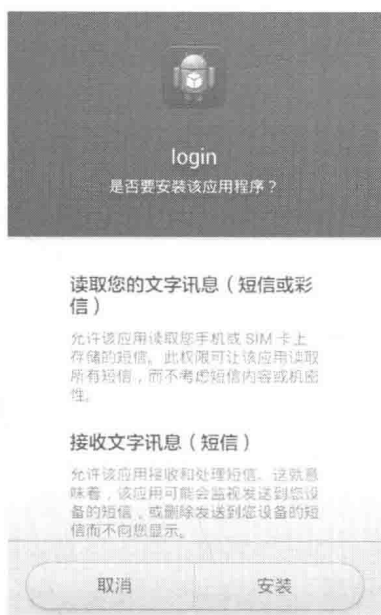 login
是否要安装该应用程序？
读取您的文字讯息（短信或彩
信）
允许该应用读取您手机或 SIM 卡上
存储的短信。此权限可让该应用读取
所有短信，而不考虑短信内容或机密
性。
接收文字讯息（短信）
允许该应用接收和处理短信。这就意
味着，该应用可能会监视发送到您设
备的短信，或删除发送到您设备的短
信而不向您显示。
取消
安装